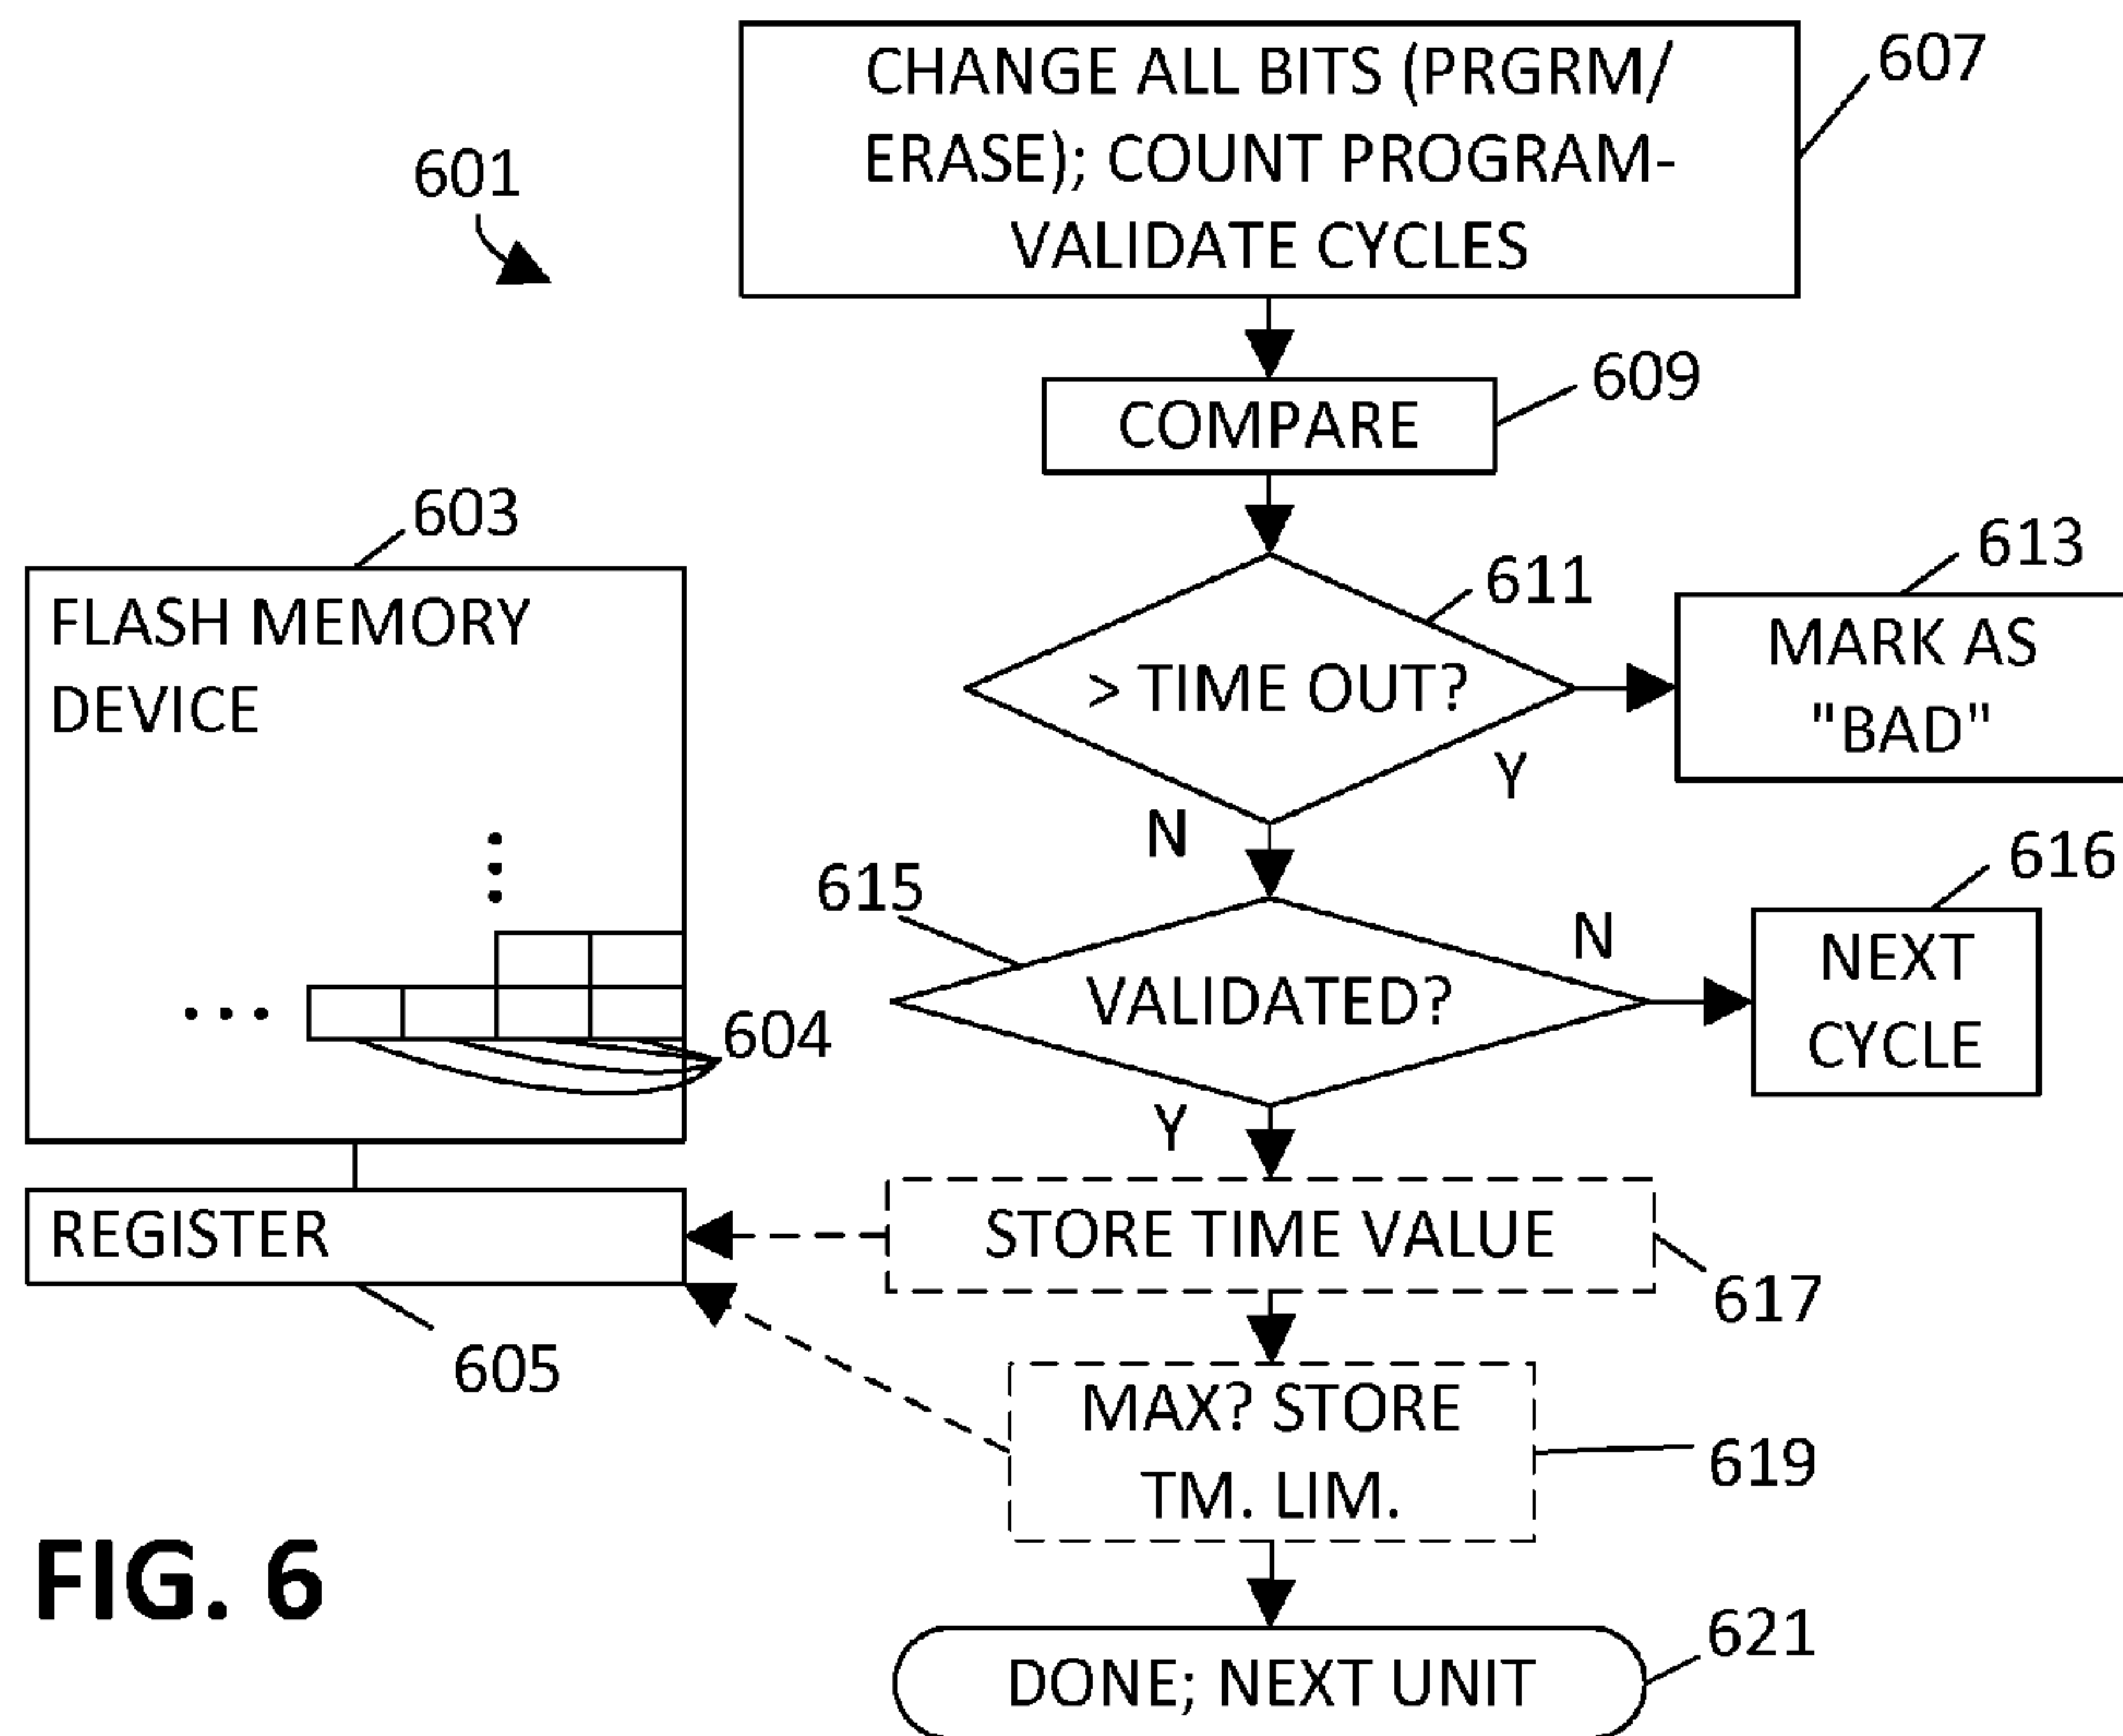 CHANGE ALL BITS (PRGRM/
ERASE); COUNT PROGRAM-
VALIDATE CYCLES
607
601
COMPARE
609
603
FLASH MEMORY
DEVICE
> TIME OUT?
611
Y
N
613
MARK AS
"BAD"
615
VALIDATED?
N
Y
616
NEXT
CYCLE
604
REGISTER
605
STORE TIME VALUE
617
MAX? STORE
TM. LIM.
619
FIG. 6
DONE; NEXT UNIT
621